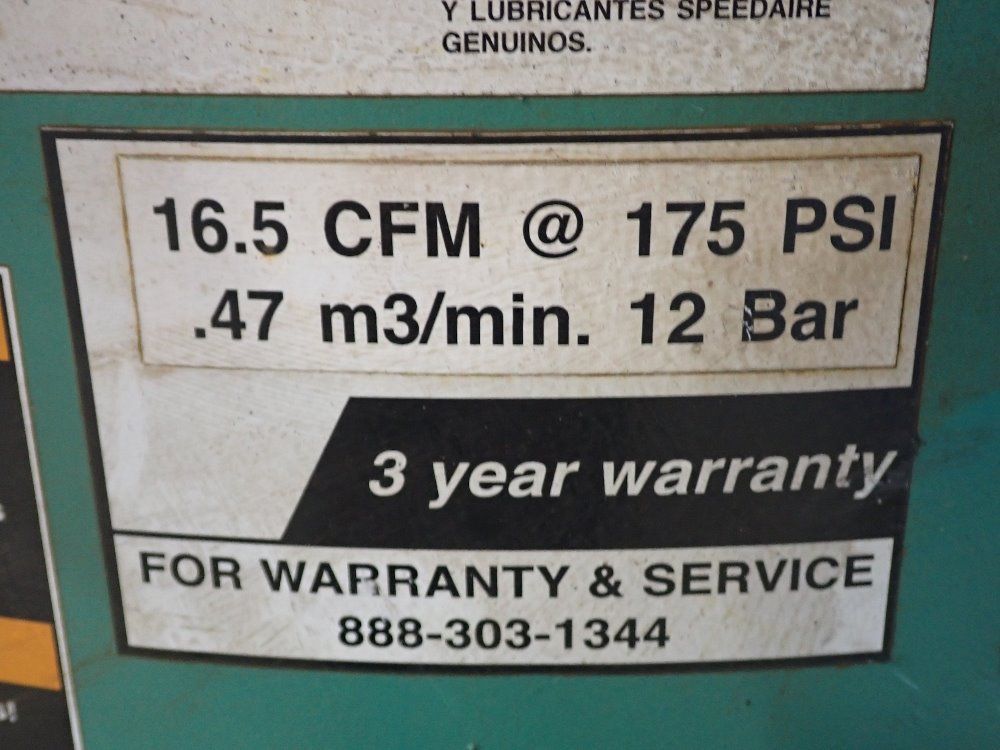 Y LUBRICANTES SPEEDAIRE
GENUINOS.
16.5 CFM @ 175 PSI
.47 m3/min. 12 Bar
3 year warranty
FOR WARRANTY & SERVICE
888-303-1344